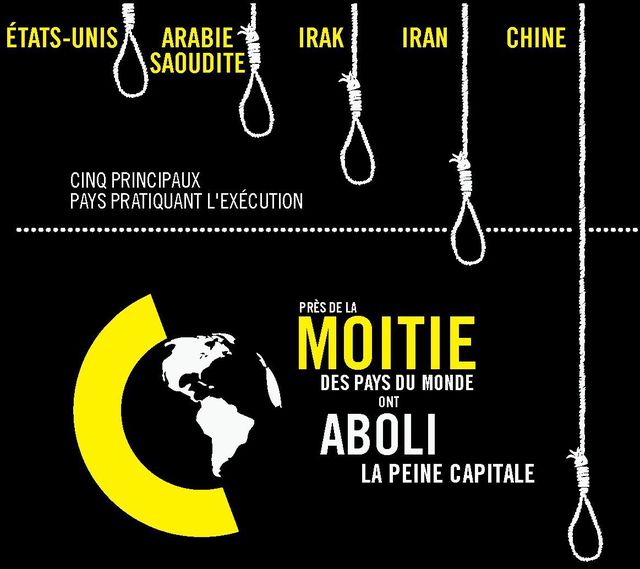 ÉTATS-UNIS
ARABIE
SAOUDITE
IRAK
IRAN
CHINE
CINQ PRINCIPAUX
PAYS PRATIQUANT L'EXÉCUTION
PRÈS DE LA
MOITIE
DES PAYS DU MONDE
ONT
ABOLI
LA PEINE CAPITALE